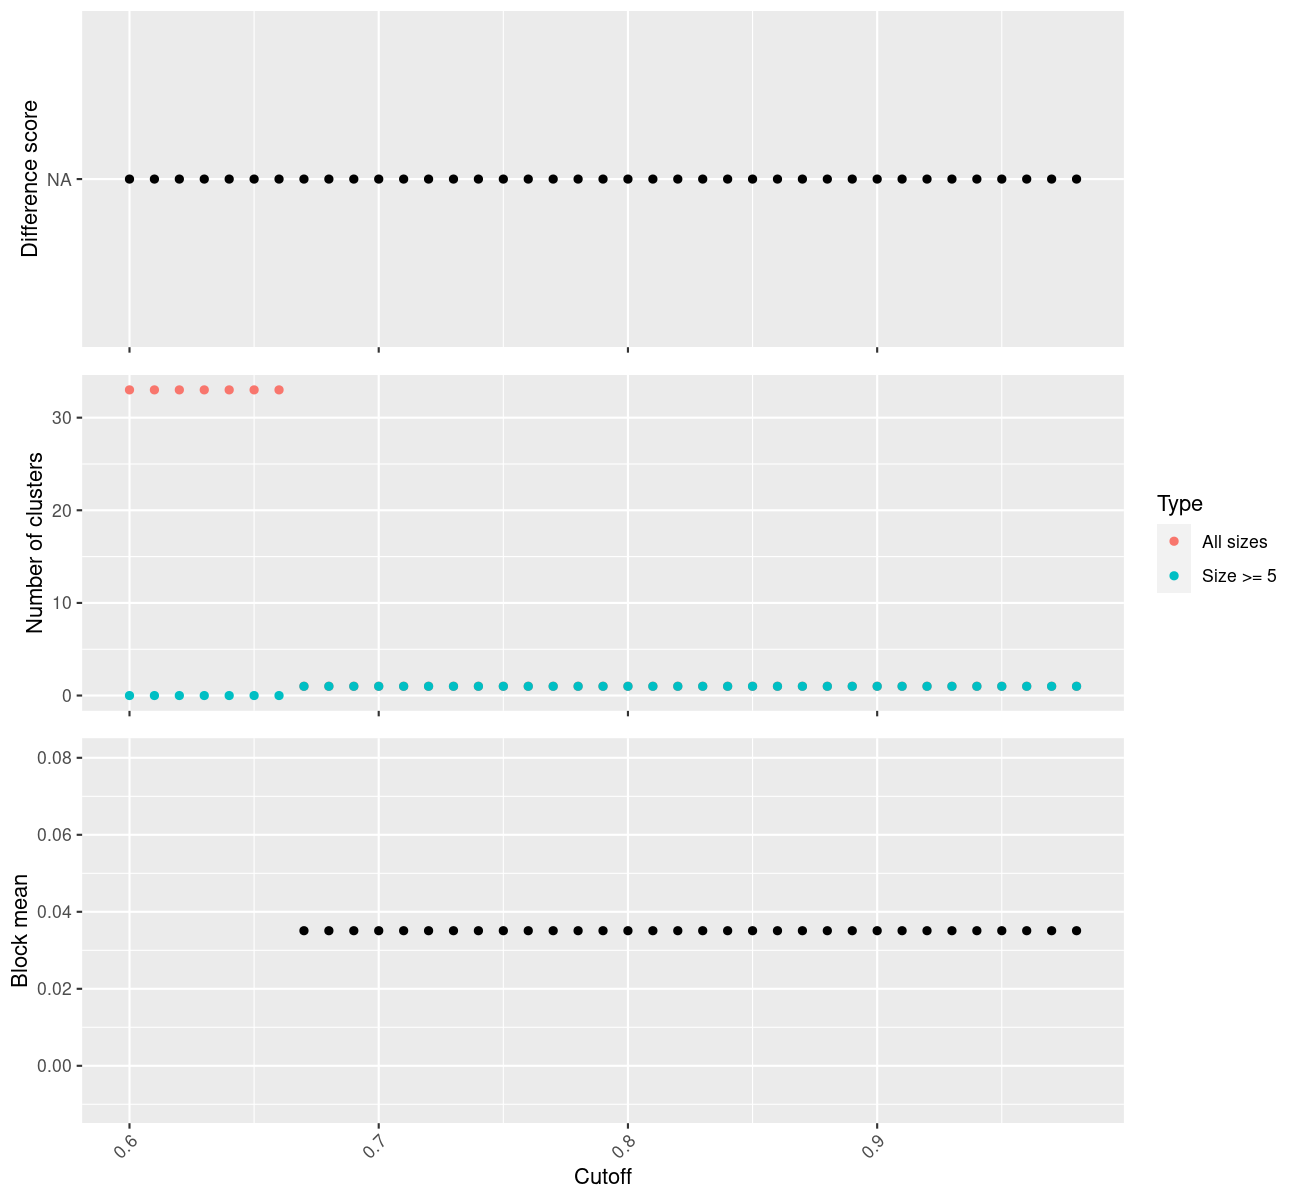 Difference score
NA
Number of clusters
30
20
10
0
Type
All sizes
Size >= 5
Block mean
0.08
0.06
0.04
0.02
0.00
0.6
0.7
0.8
0.9
Cutoff